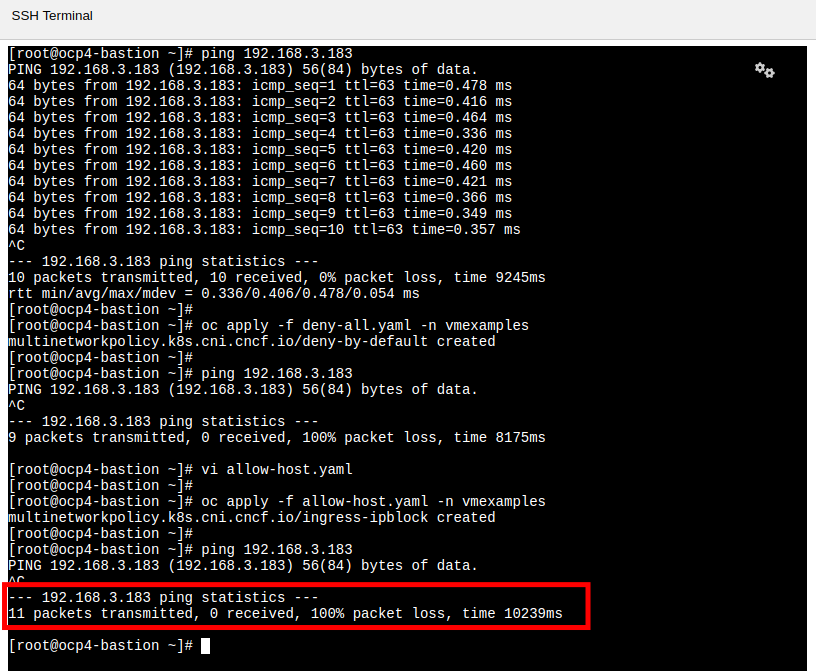 SSH Terminal
[root@ocp4-bastion ~]# ping 192.168.3.183
PING 192.168.3.183 (192.168.3.183) 56(84) bytes of data.
64 bytes from 192.168.3.183: icmp_seq=1 ttl=63 time=0.478 ms
64 bytes from 192.168.3.183: icmp_seq=2 ttl=63 time=0.416 ms
64 bytes from 192.168.3.183: icmp_seq=3 ttl=63 time=0.464 ms
64 bytes from 192.168.3.183: icmp_seq=4 ttl=63 time=0.336 ms
64 bytes from 192.168.3.183: icmp_seq=5 ttl=63 time=0.420 ms
64 bytes from 192.168.3.183: icmp_seq=6 ttl=63 time=0.460 ms
64 bytes from 192.168.3.183: icmp_seq=7 ttl=63 time=0.421 ms
64 bytes from 192.168.3.183: icmp_seq=8 ttl=63 time=0.366 ms
64 bytes from 192.168.3.183: icmp_seq=9 ttl=63 time=0.349 ms
64 bytes from 192.168.3.183: icmp_seq=10 ttl=63 time=0.357 ms
^C
--- 192.168.3.183 ping statistics ---
10 packets transmitted, 10 received, 0% packet loss, time 9245ms
rtt min/avg/max/mdev = 0.336/0.406/0.478/0.054 ms
[root@ocp4-bastion ~]#
[root@ocp4-bastion ~]# oc apply -f deny-all.yaml -n vmexamples
multinetworkpolicy.k8s.cni.cncf.io/deny-by-default created
[root@ocp4-bastion ~]#
[root@ocp4-bastion ~]# ping 192.168.3.183
PING 192.168.3.183 (192.168.3.183) 56(84) bytes of data.
^C
--- 192.168.3.183 ping statistics ---
9 packets transmitted, 0 received, 100% packet loss, time 8175ms
[root@ocp4-bastion ~]# vi allow-host.yaml
[root@ocp4-bastion ~]#
[root@ocp4-bastion ~]# oc apply -f allow-host.yaml -n vmexamples
multinetworkpolicy.k8s.cni.cncf.io/ingress-ipblock created
[root@ocp4-bastion ~]#
[root@ocp4-bastion ~]# ping 192.168.3.183
PING 192.168.3.183 (192.168.3.183) 56(84) bytes of data.
^C
--- 192.168.3.183 ping statistics ---
11 packets transmitted, 0 received, 100% packet loss, time 10239ms
[root@ocp4-bastion ~]#